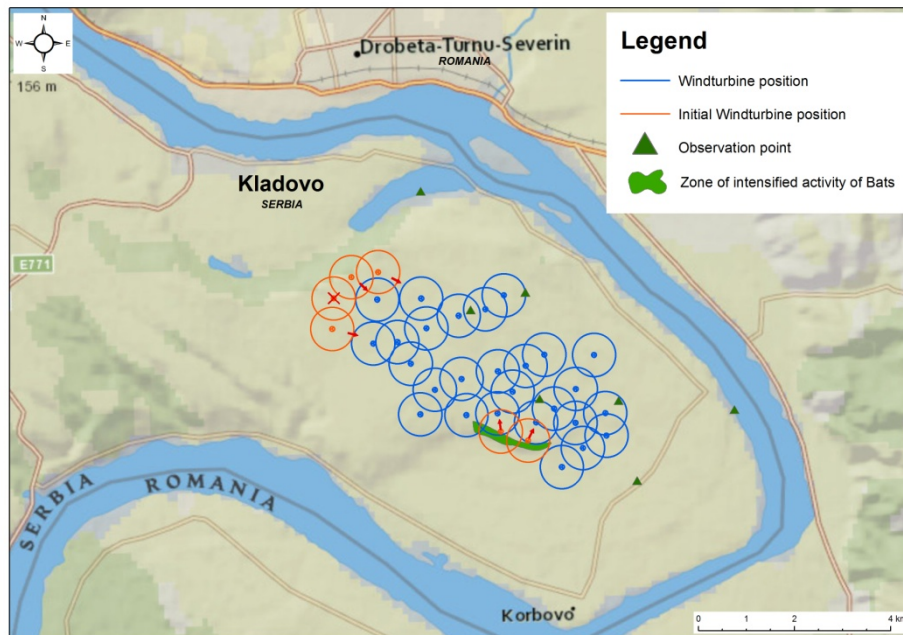 N
W E
S
156 m
Drobeta-Turnu-Severin
ROMANIA
Kladovo
SERBIA
E771
Legend
Windturbine position
Initial Windturbine position
Observation point
Zone of intensified activity of Bats
SERBIA
ROMANIA
Korbovo
0 1 2 4 km